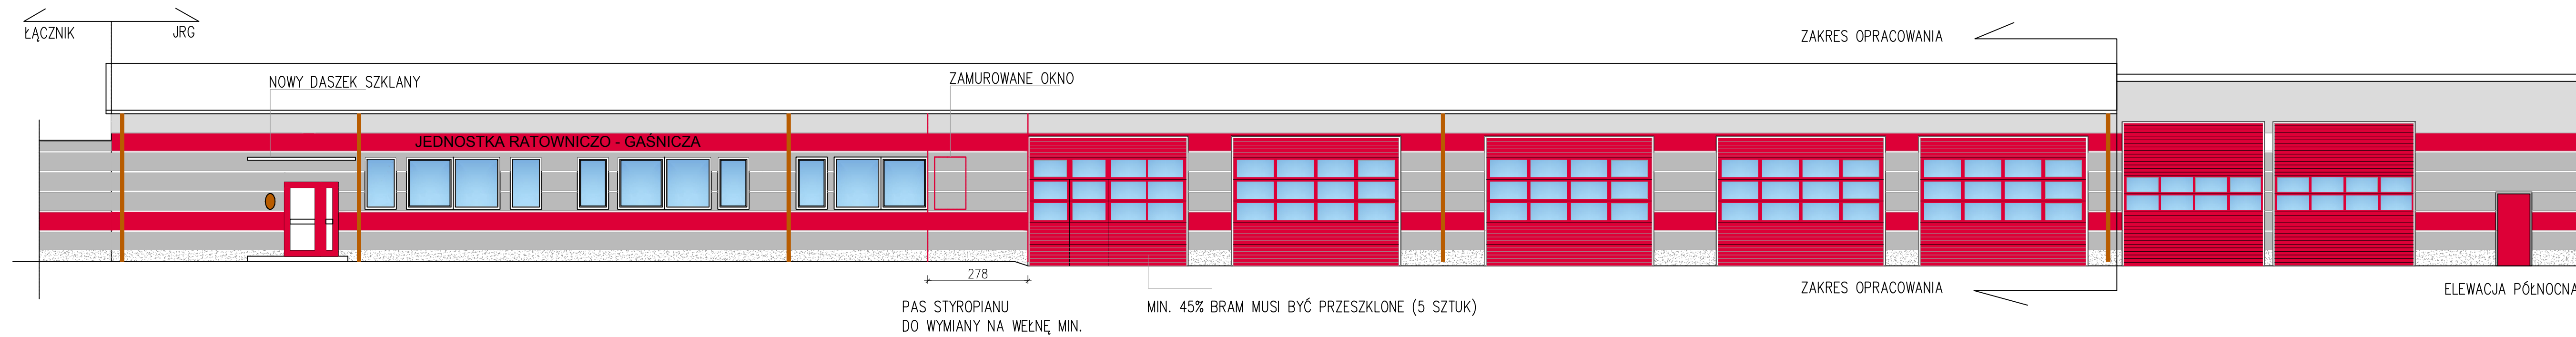 ŁĄCZNIK
JRG
NOWY DASZEK SZKLANY
ZAMUROWANE OKNO
ZAKRES OPRACOWANIA
JEDNOSTKA RATOWNICZO - GAŚNICZA
278
PAS STYROPIANU
DO WYMIANY NA WEŁNĘ MIN.
MIN. 45% BRAM MUSI BYĆ PRZESZKLONE (5 SZTUK)
ZAKRES OPRACOWANIA
ELEWACJA PÓŁNOCNA